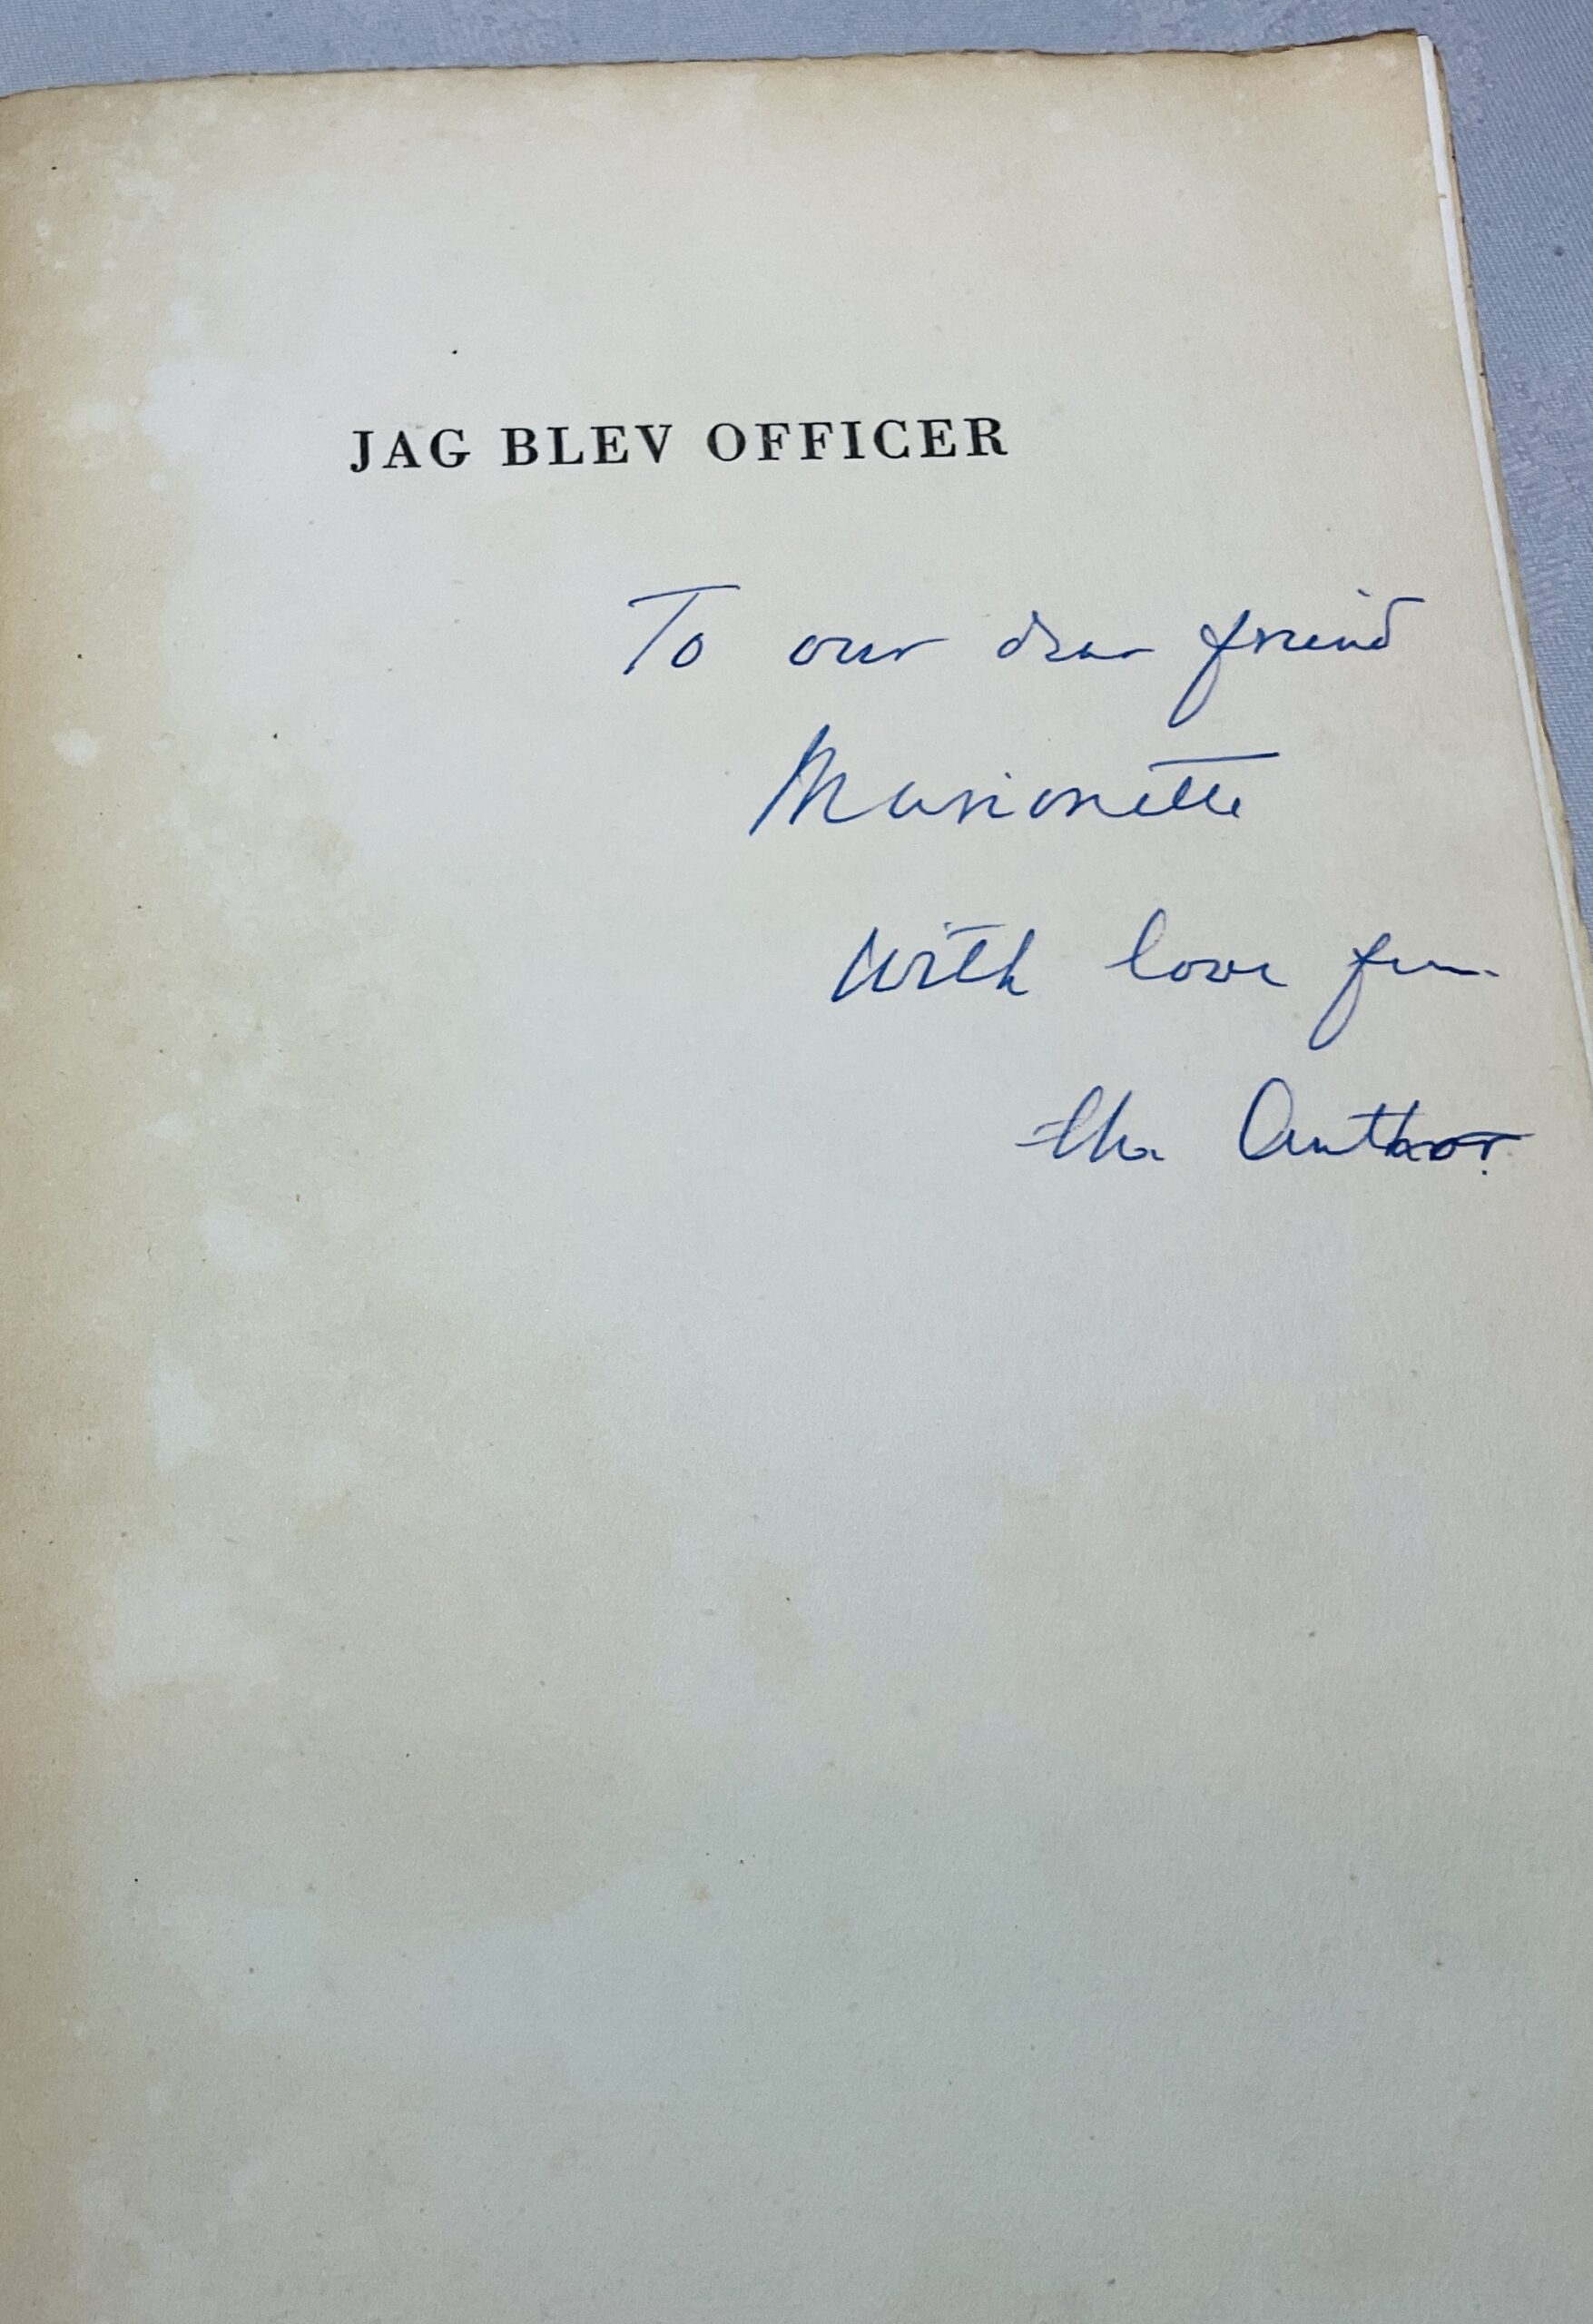 JAG BLEV OFFICER
To our dear friend
Marionette
with love from
the Author.